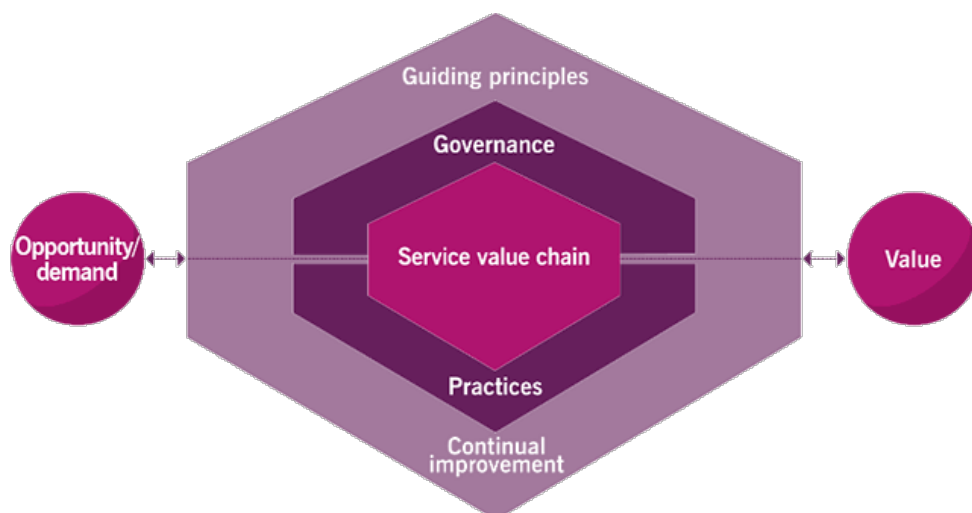 Guiding principles
Governance
Opportunity/
demand
Service value chain
Value
Practices
Continual
improvement